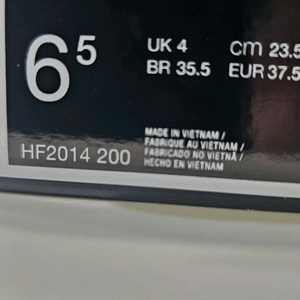 6⁵
UK 4 cm 23.5
BR 35.5 EUR 37.5
MADE IN VIETNAM /
FABRIQUE AU VIETNAM /
FABRICADO NO VIETNÃ /
HECHO EN VIETNAM
HF2014 200